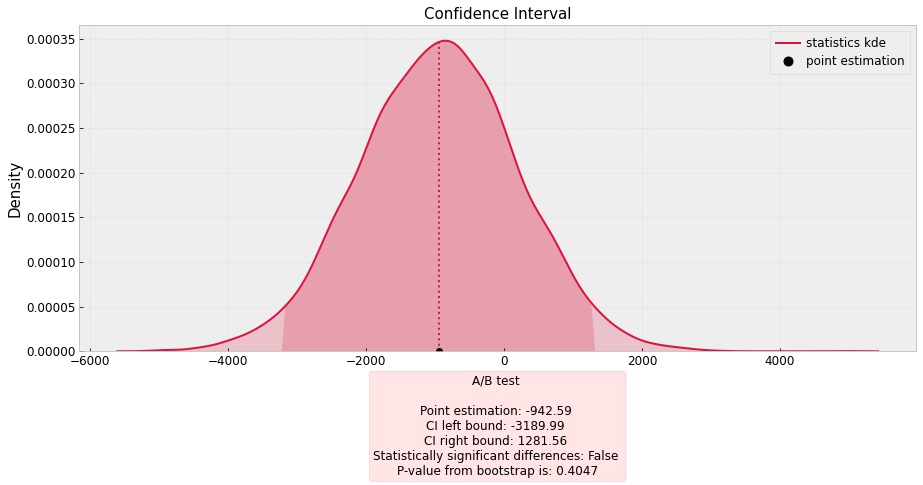 Confidence Interval
statistics kde
point estimation
Density
0.00035
0.00030
0.00025
0.00020
0.00015
0.00010
0.00005
0.00000
−6000 −4000 −2000 0 2000 4000
A/B test
Point estimation: -942.59
CI left bound: -3189.99
CI right bound: 1281.56
Statistically significant differences: False
P-value from bootstrap is: 0.4047